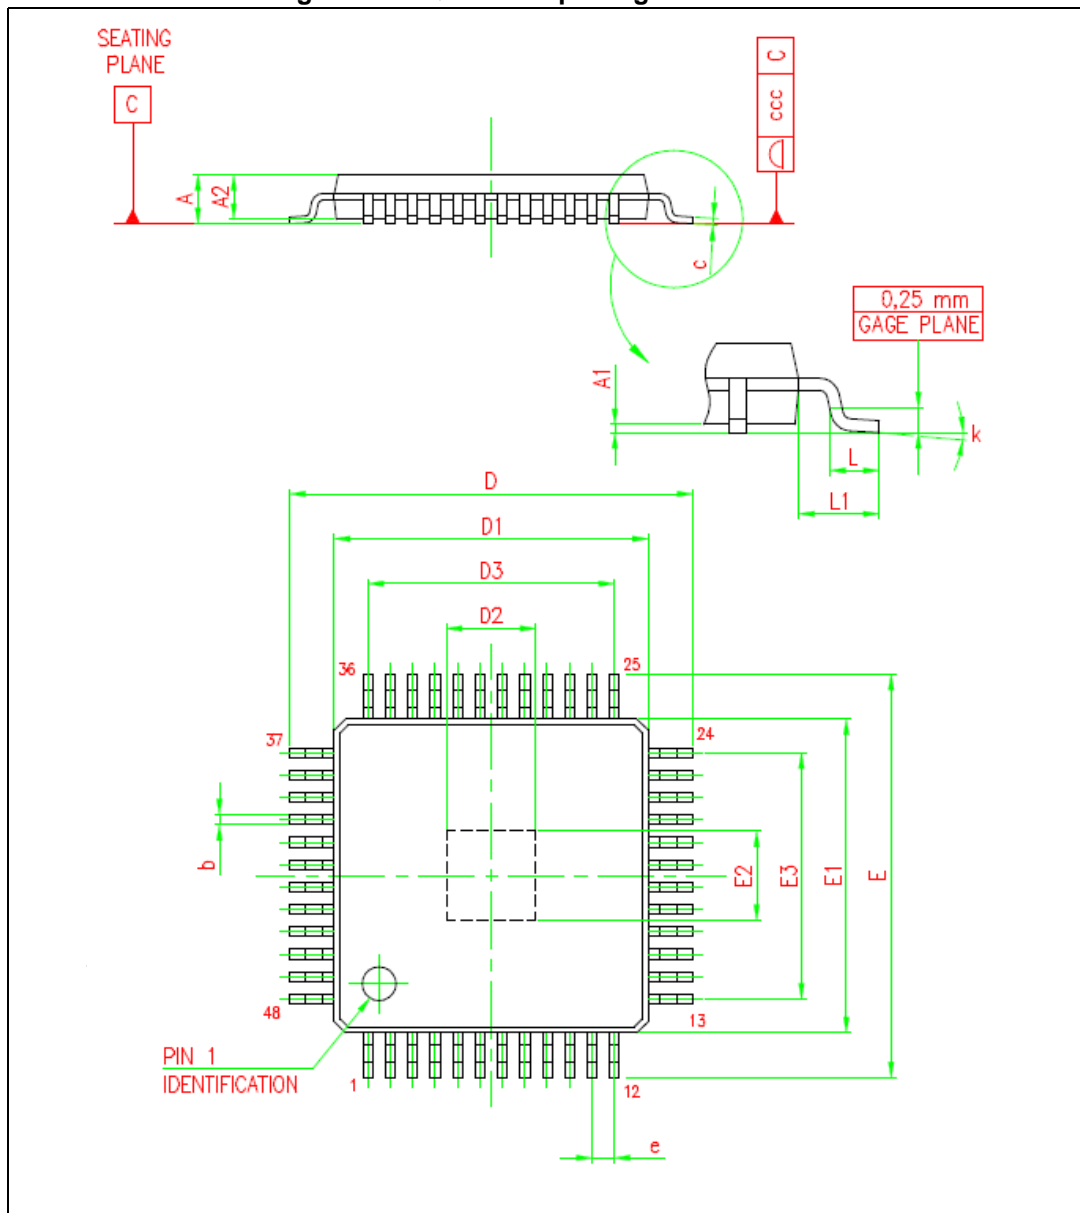 SEATING
PLANE
C
C
ccc
A
A2
c
0,25 mm
GAGE PLANE
A1
k
L
L1
D
D1
D3
D2
36
25
37
24
b
E2
E3
E1
E
48
13
PIN 1
IDENTIFICATION
1
12
e